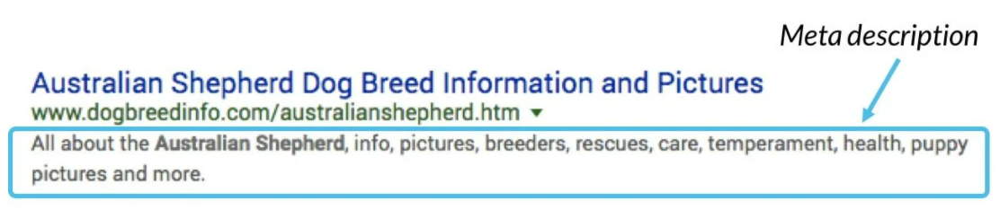 Meta description
Australian Shepherd Dog Breed Information and Pictures
www.dogbreedinfo.com/australianshepherd.htm
All about the Australian Shepherd, info, pictures, breeders, rescues, care, temperament, health, puppy
pictures and more.